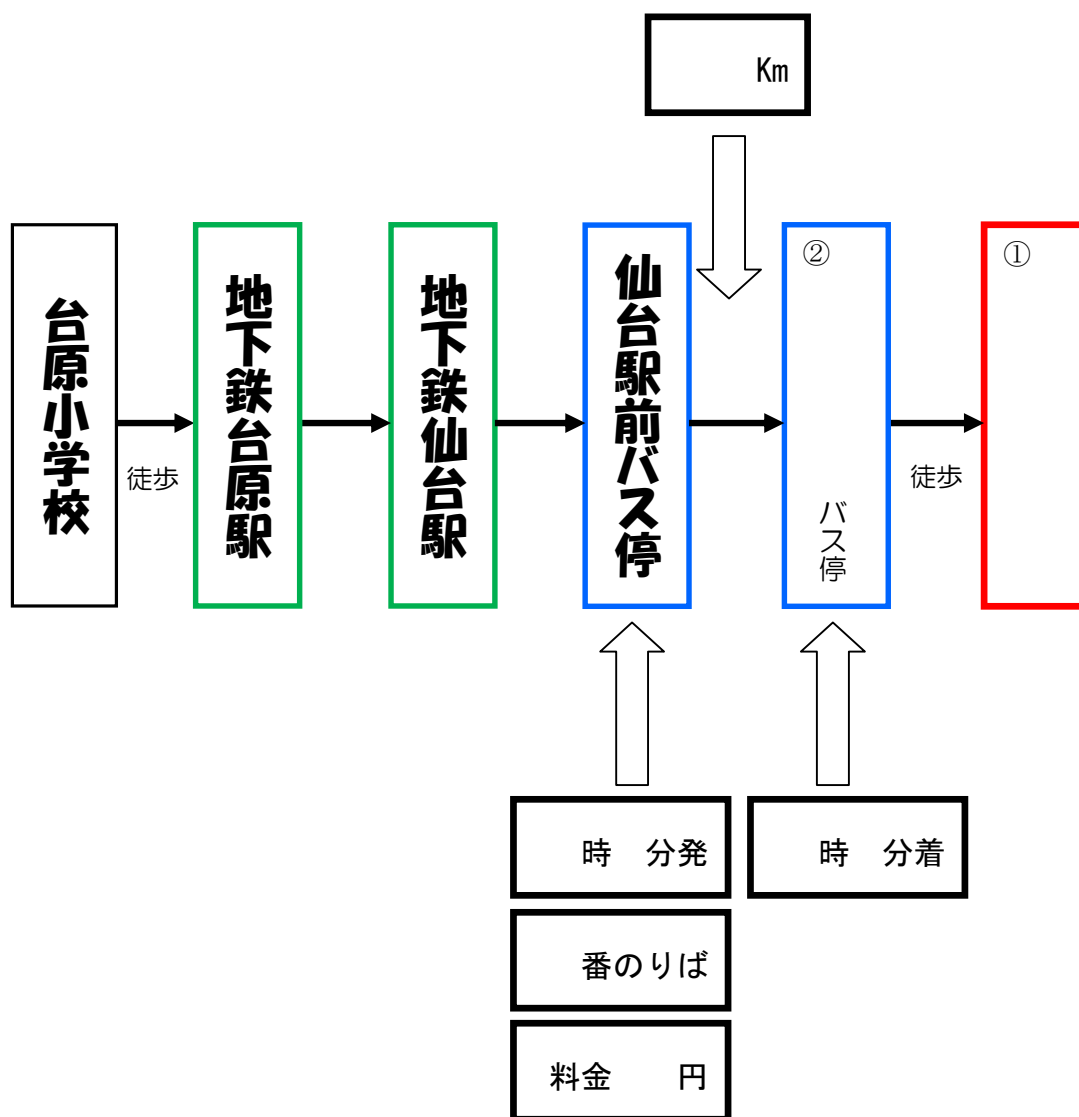 Km
台原小学校
徒歩
地下鉄台原駅
地下鉄仙台駅
仙台駅前バス停
②
バス停
徒歩
①
時 分発
時 分着
番のりば
料金 円